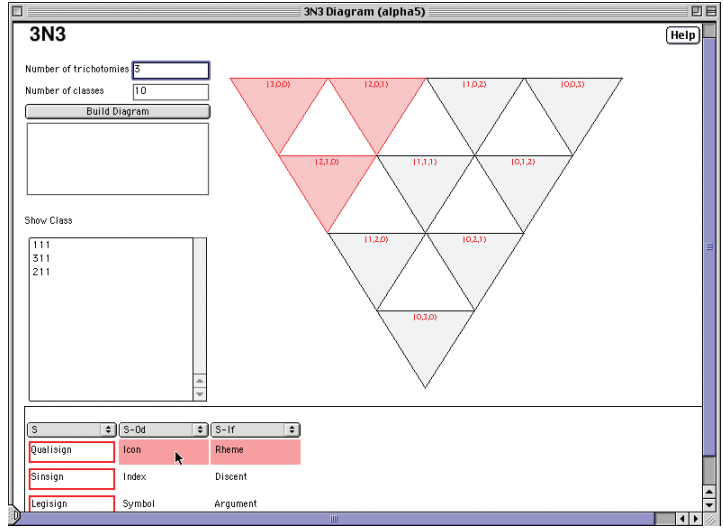 3N3 Diagram (alpha5)
3N3
Help
Number of trichotomies 3
Number of classes 10
Build Diagram
(3,0,0) (2,0,1) (1,0,2) (0,0,3)
(2,1,0) (1,1,1) (0,1,2)
(1,2,0) (0,2,1)
(0,3,0)
Show Class
111
311
211
S S-Od S-If
Qualisign Icon Rheme
Sinsign Index Discent
Legisign Symbol Argument